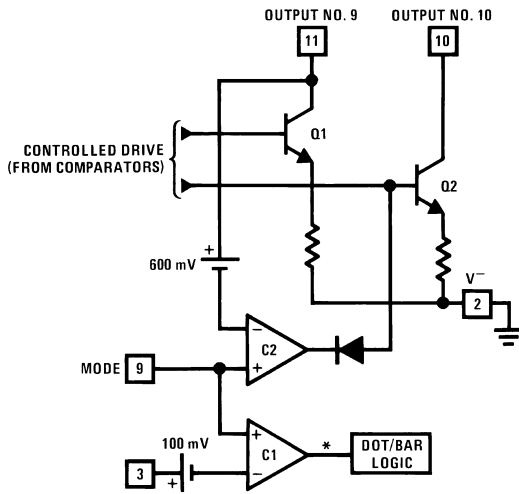 OUTPUT NO. 9
OUTPUT NO. 10
11
10
Q1
CONTROLLED DRIVE
(FROM COMPARATORS)
Q2
+
600 mV
V−
2
−
C2
+
MODE
9
100 mV
+
C1
*
DOT/BAR
LOGIC
3
+
−